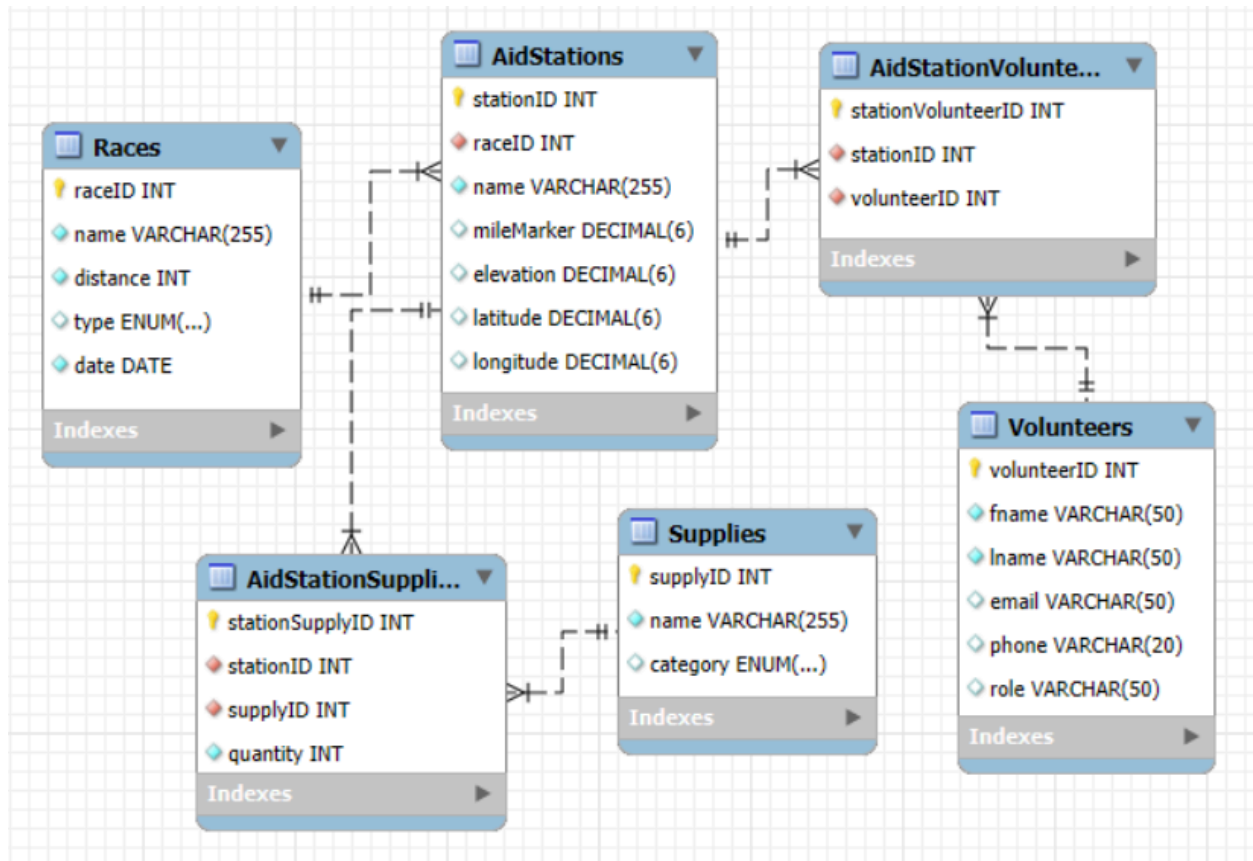 Races
raceID INT
name VARCHAR(255)
distance INT
type ENUM(...)
date DATE
Indexes
AidStations
stationID INT
raceID INT
name VARCHAR(255)
mileMarker DECIMAL(6)
elevation DECIMAL(6)
latitude DECIMAL(6)
longitude DECIMAL(6)
Indexes
AidStationVolunte...
stationVolunteerID INT
stationID INT
volunteerID INT
Indexes
AidStationSuppli...
stationSupplyID INT
stationID INT
supplyID INT
quantity INT
Indexes
Supplies
supplyID INT
name VARCHAR(255)
category ENUM(...)
Indexes
Volunteers
volunteerID INT
fname VARCHAR(50)
lname VARCHAR(50)
email VARCHAR(50)
phone VARCHAR(20)
role VARCHAR(50)
Indexes